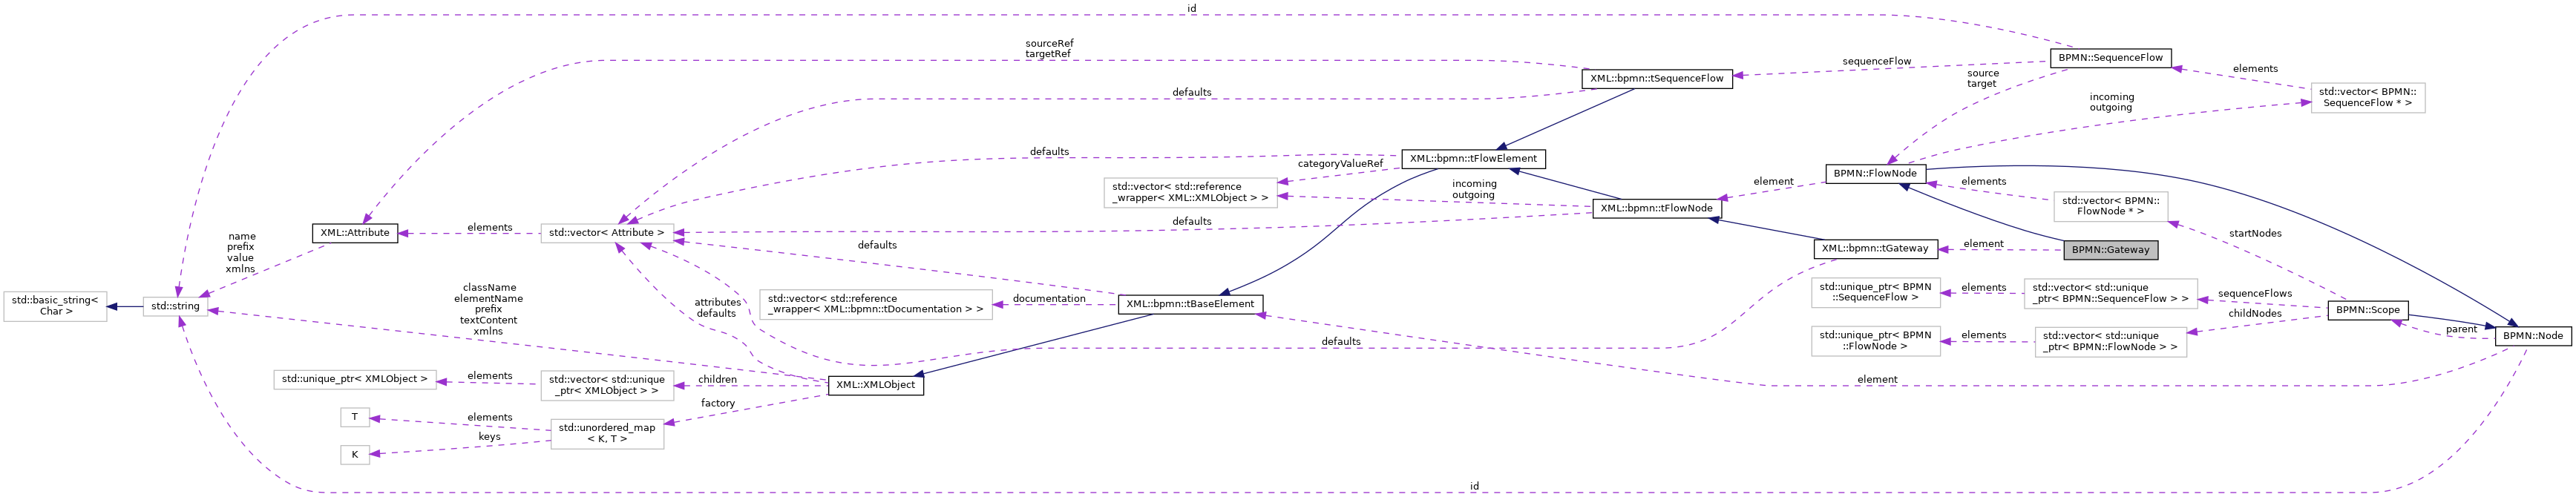 id
sourceRef
targetRef
BPMN::SequenceFlow
sequenceFlow
elements
XML::bpmn::tSequenceFlow
source
target
std::vector< BPMN::
SequenceFlow * >
defaults
incoming
outgoing
defaults
XML::bpmn::tFlowElement
categoryValueRef
BPMN::FlowNode
element
elements
std::vector< std::reference
_wrapper< XML::XMLObject > >
incoming
outgoing
std::vector< BPMN::
FlowNode * >
XML::bpmn::tFlowNode
defaults
XML::Attribute
elements
std::vector< Attribute >
startNodes
name
prefix
value
xmlns
defaults
XML::bpmn::tGateway
element
BPMN::Gateway
std::basic_string<
Char >
std::string
className
elementName
prefix
textContent
xmlns
attributes
defaults
std::vector< std::reference
_wrapper< XML::bpmn::tDocumentation > >
documentation
XML::bpmn::tBaseElement
std::unique_ptr< BPMN
::SequenceFlow >
elements
std::vector< std::unique
_ptr< BPMN::SequenceFlow > >
sequenceFlows
childNodes
BPMN::Scope
parent
BPMN::Node
std::unique_ptr< BPMN
::FlowNode >
elements
std::vector< std::unique
_ptr< BPMN::FlowNode > >
defaults
element
std::unique_ptr< XMLObject >
elements
std::vector< std::unique
_ptr< XMLObject > >
children
XML::XMLObject
factory
T
elements
keys
std::unordered_map
< K, T >
K
id